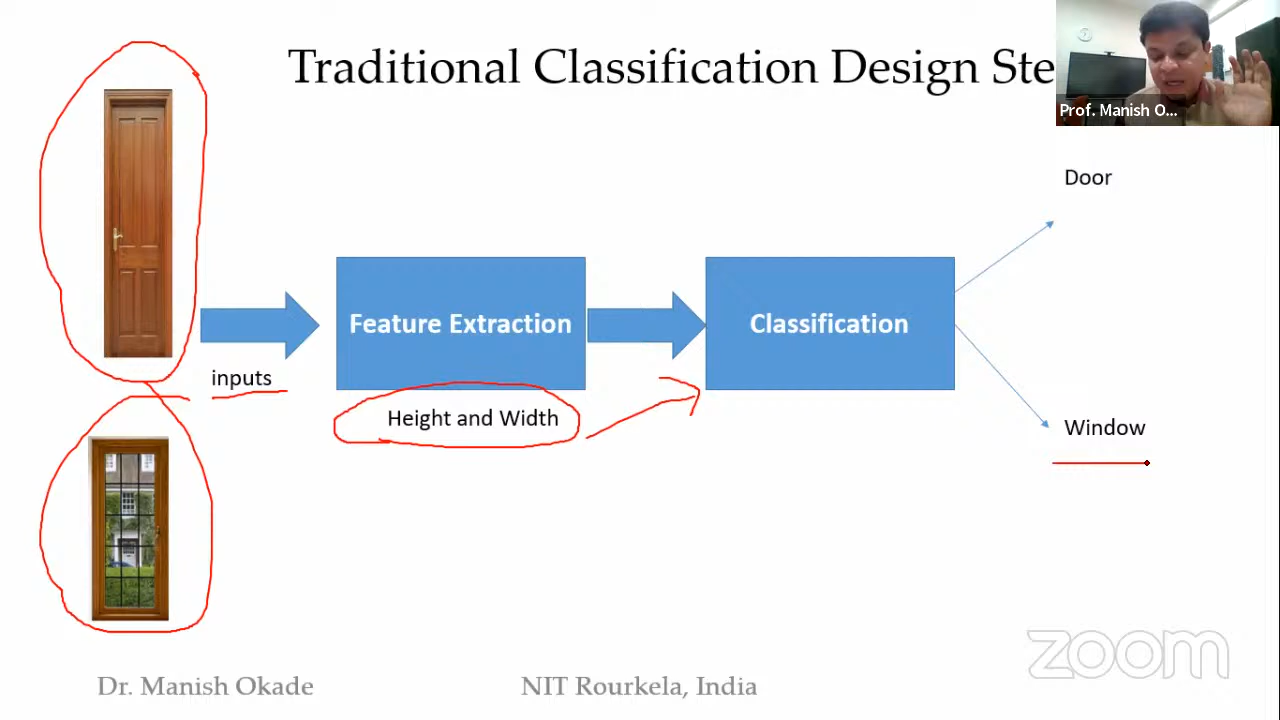 Traditional Classification Design Ste
Prof. Manish O...
Door
Feature Extraction
Classification
inputs
Height and Width
Window
zoom
Dr. Manish Okade
NIT Rourkela, India